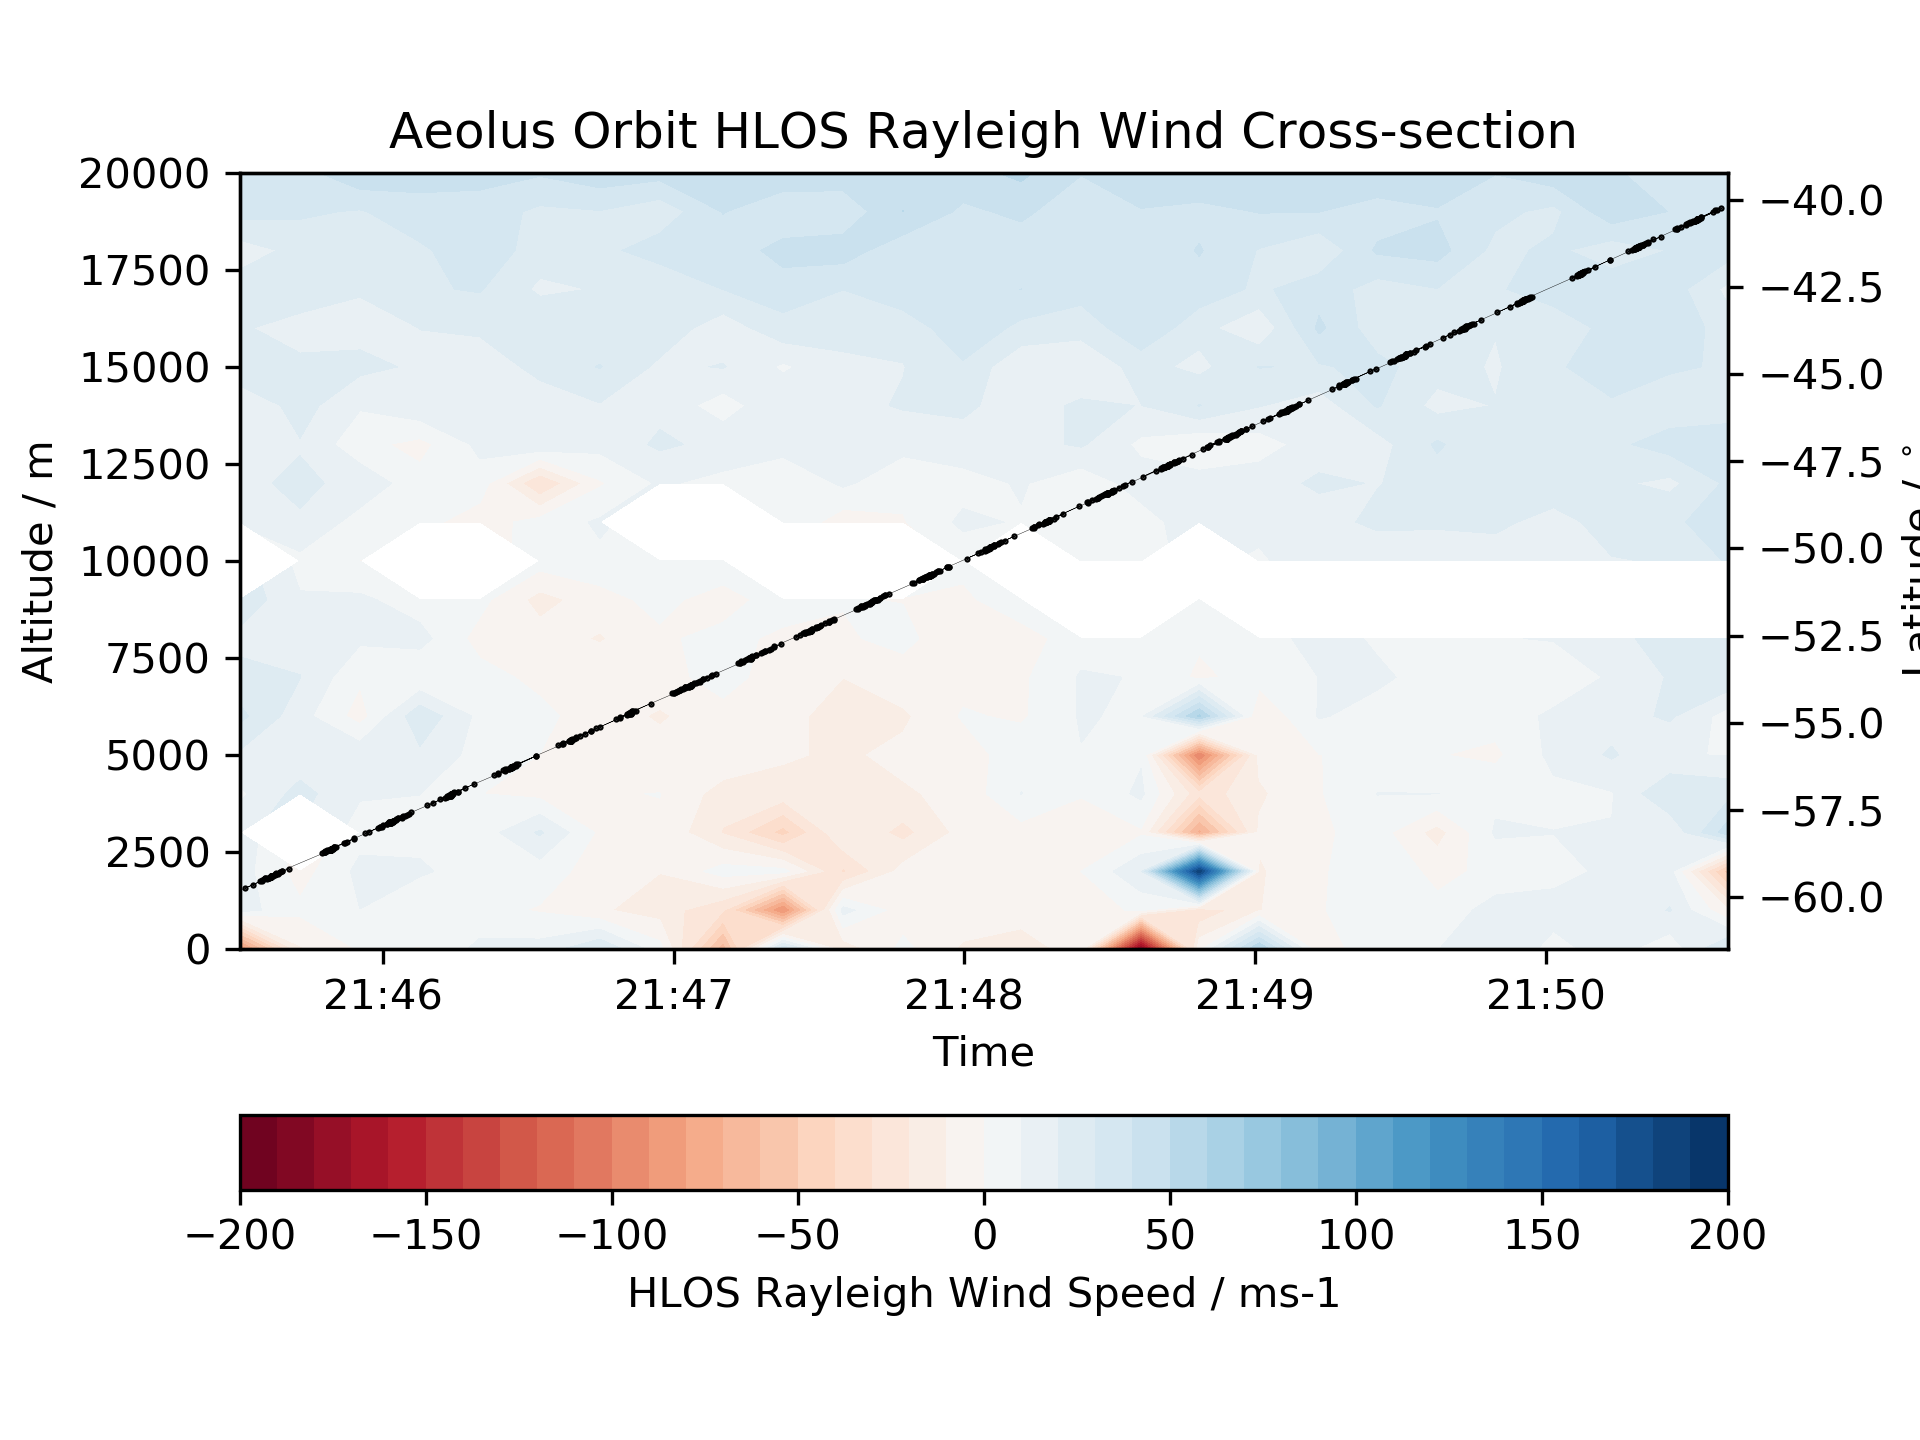 Aeolus Orbit HLOS Rayleigh Wind Cross-section
20000
17500
15000
12500
10000
7500
5000
2500
0
Altitude / m
−40.0
−42.5
−45.0
−47.5
−50.0
−52.5
−55.0
−57.5
−60.0
Latitude / °
21:46 21:47 21:48 21:49 21:50
Time
−200 −150 −100 −50 0 50 100 150 200
HLOS Rayleigh Wind Speed / ms-1